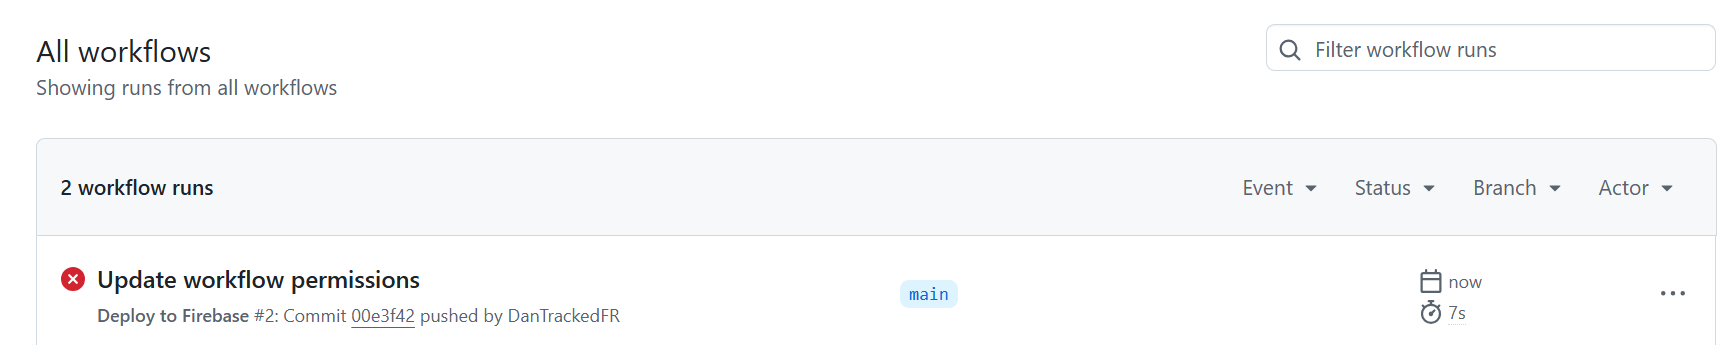 All workflows
Filter workflow runs
Showing runs from all workflows
2 workflow runs
Event
Status
Branch
Actor
Update workflow permissions
main
now
Deploy to Firebase #2: Commit 00e3f42 pushed by DanTrackedFR
7s